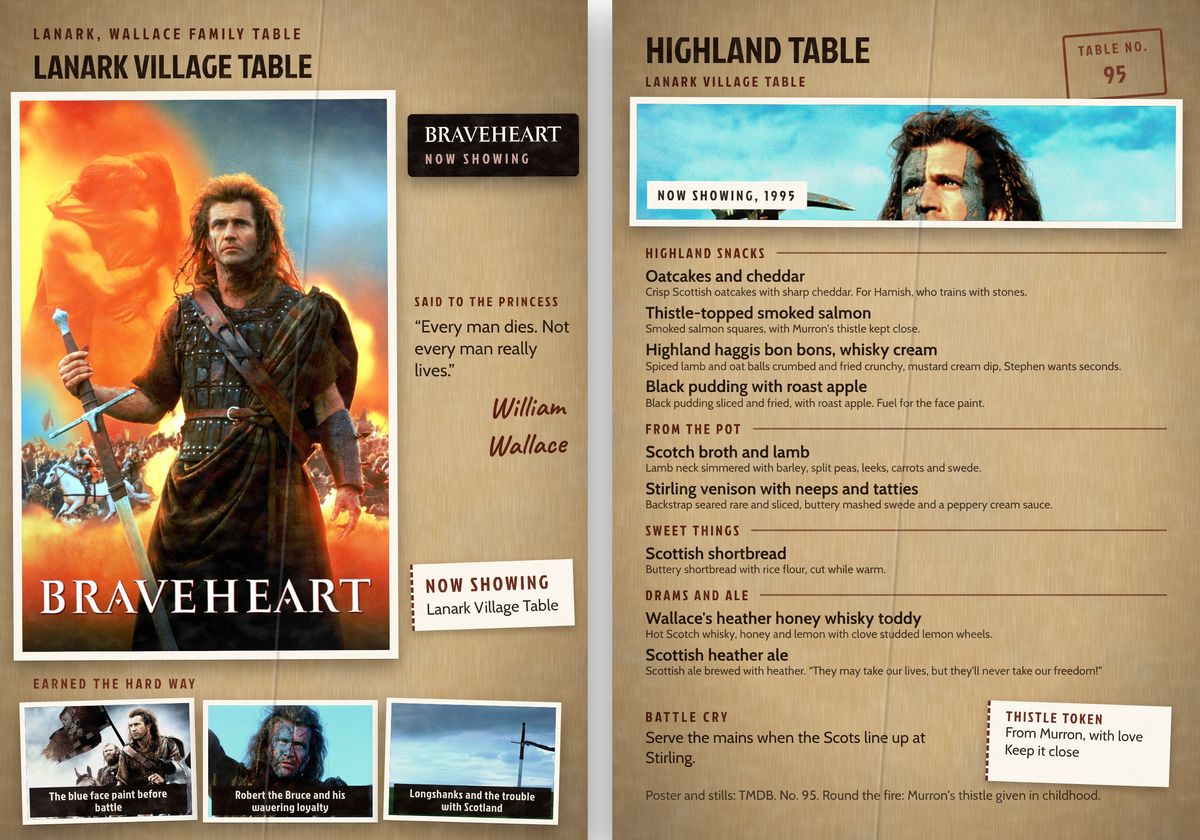 LANARK, WALLACE FAMILY TABLE
LANARK VILLAGE TABLE
BRAVEHEART
BRAVEHEART
NOW SHOWING
SAID TO THE PRINCESS
“Every man dies. Not
every man really
lives.”
William
Wallace
NOW SHOWING
Lanark Village Table
EARNED THE HARD WAY
The blue face paint before
battle
Robert the Bruce and his
wavering loyalty
Longshanks and the trouble
with Scotland
HIGHLAND TABLE
LANARK VILLAGE TABLE
TABLE NO.
95
NOW SHOWING, 1995
HIGHLAND SNACKS
Oatcakes and cheddar
Crisp Scottish oatcakes with sharp cheddar. For Hamish, who trains with stones.
Thistle-topped smoked salmon
Smoked salmon squares, with Murron's thistle kept close.
Highland haggis bon bons, whisky cream
Spiced lamb and oat balls crumbed and fried crunchy, mustard cream dip, Stephen wants seconds.
Black pudding with roast apple
Black pudding sliced and fried, with roast apple. Fuel for the face paint.
FROM THE POT
Scotch broth and lamb
Lamb neck simmered with barley, split peas, leeks, carrots and swede.
Stirling venison with neeps and tatties
Backstrap seared rare and sliced, buttery mashed swede and a peppery cream sauce.
SWEET THINGS
Scottish shortbread
Buttery shortbread with rice flour, cut while warm.
DRAMS AND ALE
Wallace's heather honey whisky toddy
Hot Scotch whisky, honey and lemon with clove studded lemon wheels.
Scottish heather ale
Scottish ale brewed with heather. “They may take our lives, but they'll never take our freedom!”
BATTLE CRY
Serve the mains when the Scots line up at
Stirling.
THISTLE TOKEN
From Murron, with love
Keep it close
Poster and stills: TMDB. No. 95. Round the fire: Murron's thistle given in childhood.